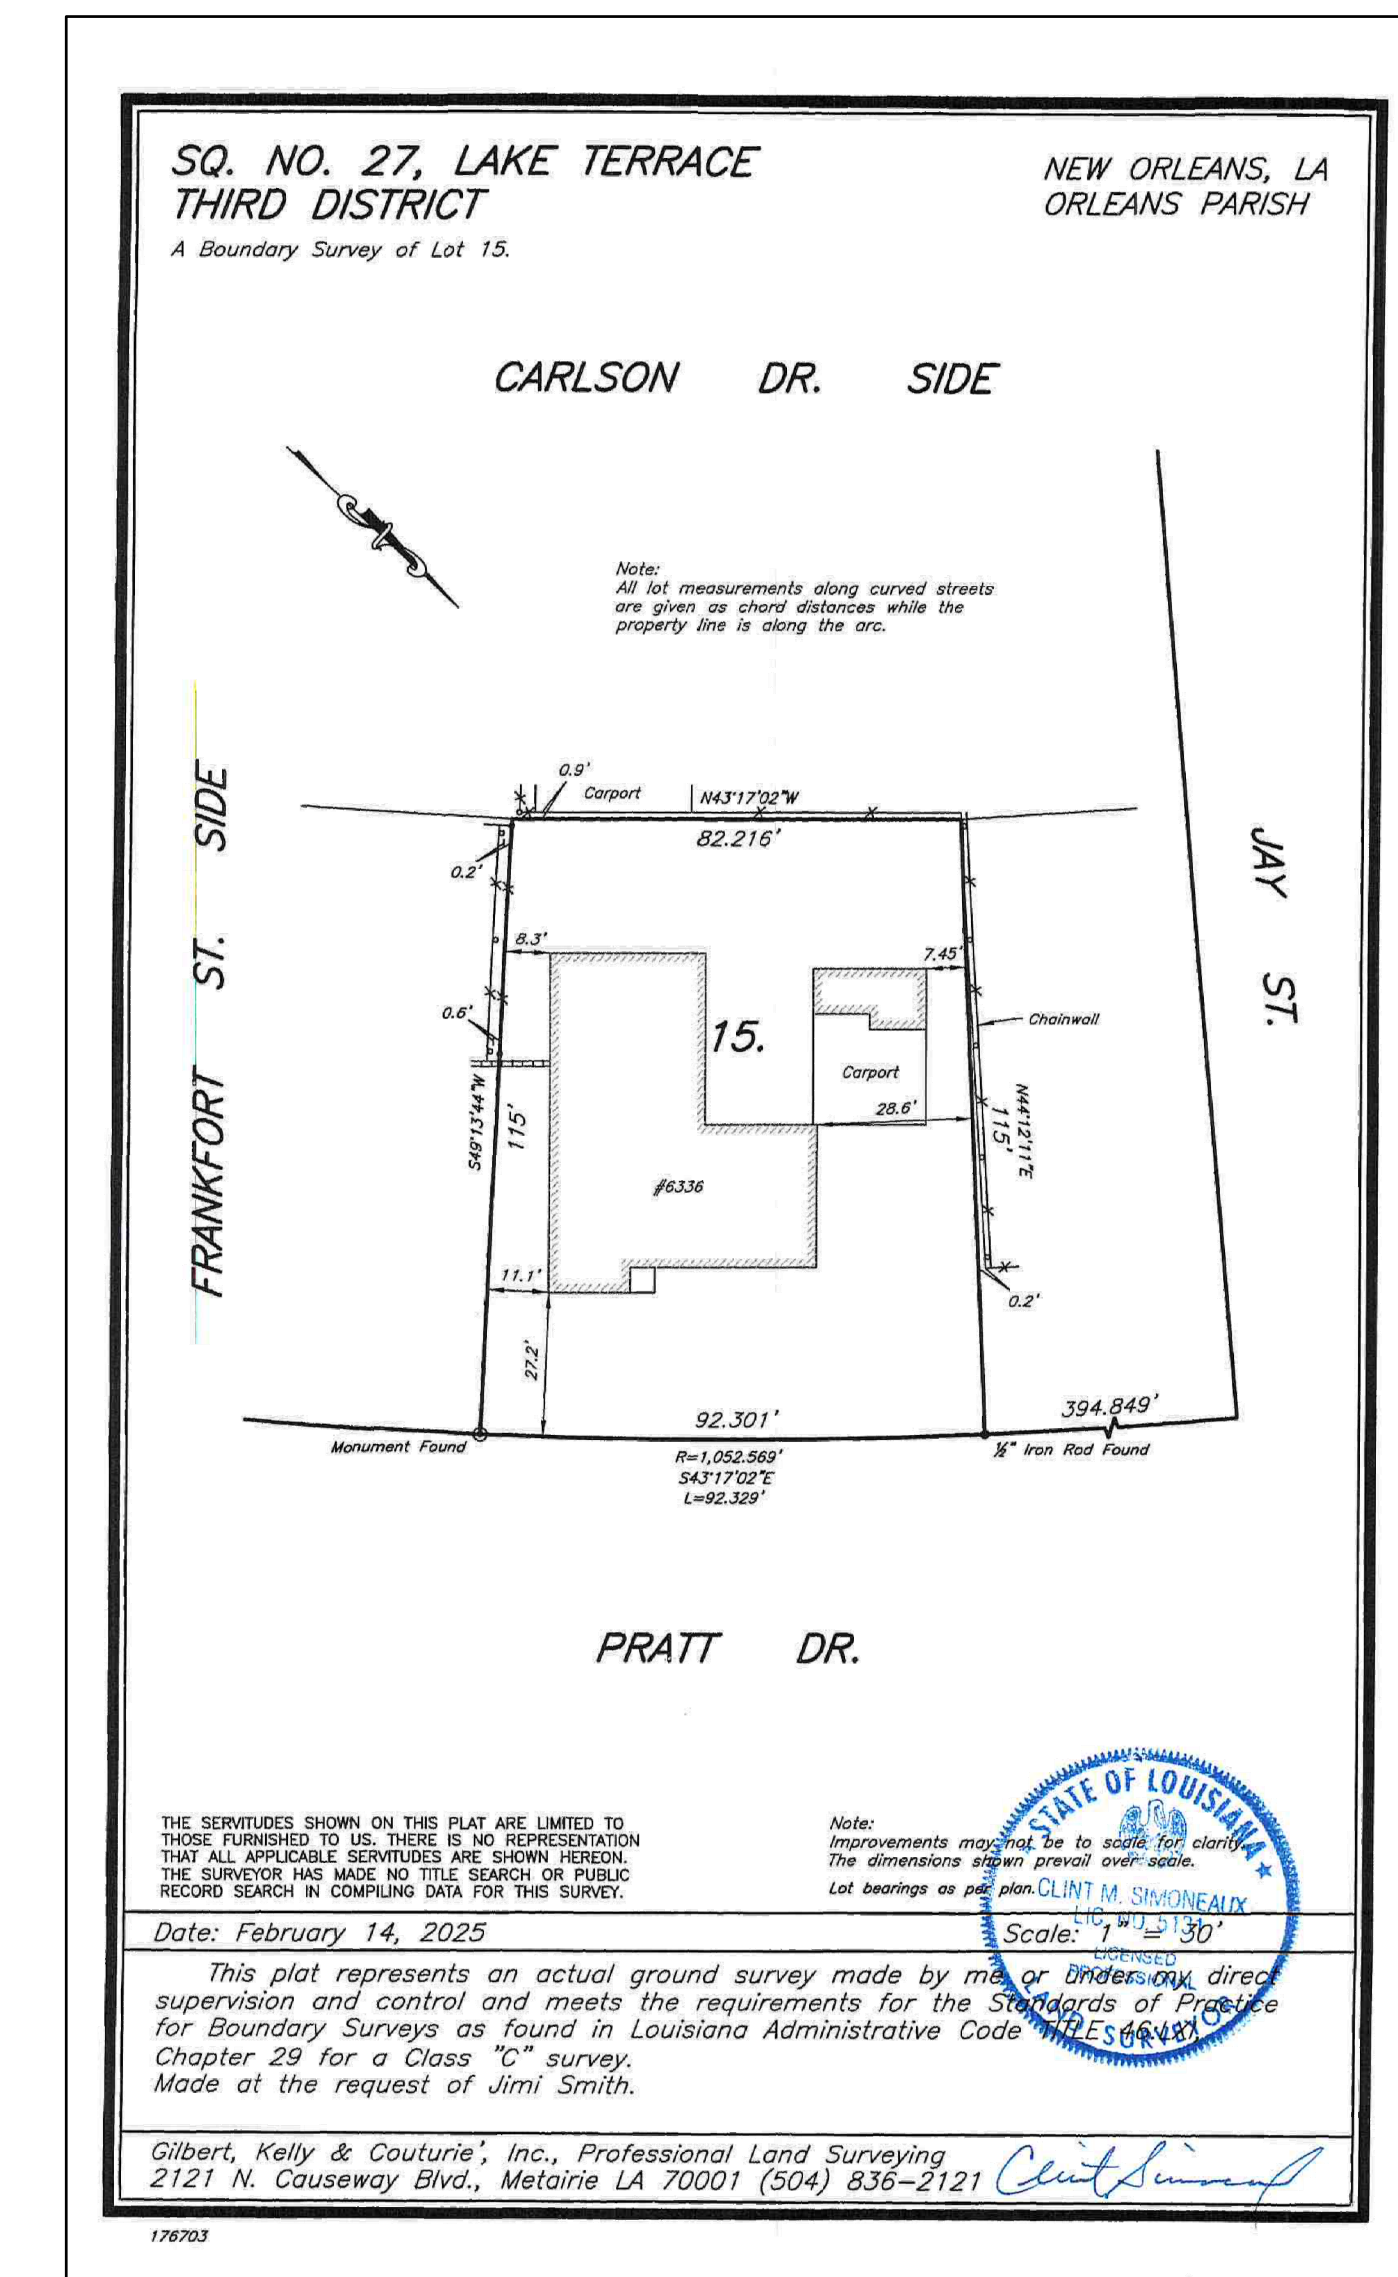 SQ. NO. 27, LAKE TERRACE
THIRD DISTRICT
A Boundary Survey of Lot 15.
NEW ORLEANS, LA
ORLEANS PARISH
CARLSON DR. SIDE
Note:
All lot measurements along curved streets
are given as chord distances while the
property line is along the arc.
FRANKFORT ST. SIDE
JAY ST.
0.9'
Carport
N43°17'02"W
82.216'
0.2'
8.3'
7.45'
0.6'
15.
Chainwall
Carport
28.6'
S49°13'44"W
115'
N44°12'11"E
115'
#6336
11.1'
0.2'
27.2'
92.301'
394.849'
Monument Found
½" Iron Rod Found
R=1,052.569'
S43°17'02"E
L=92.329'
PRATT DR.
THE SERVITUDES SHOWN ON THIS PLAT ARE LIMITED TO
THOSE FURNISHED TO US. THERE IS NO REPRESENTATION
THAT ALL APPLICABLE SERVITUDES ARE SHOWN HEREON.
THE SURVEYOR HAS MADE NO TITLE SEARCH OR PUBLIC
RECORD SEARCH IN COMPILING DATA FOR THIS SURVEY.
Note:
Improvements may not be to scale for clarity.
The dimensions shown prevail over scale.
Lot bearings as per plan.
STATE OF LOUISIANA
CLINT M. SIMONEAUX
LIC. NO. 5131
LICENSED
PROFESSIONAL
LAND SURVEYOR
Date: February 14, 2025
Scale: 1" = 30'
This plat represents an actual ground survey made by me or under my direct
supervision and control and meets the requirements for the Standards of Practice
for Boundary Surveys as found in Louisiana Administrative Code TITLE 46:LXI,
Chapter 29 for a Class "C" survey.
Made at the request of Jimi Smith.
Gilbert, Kelly & Couturie', Inc., Professional Land Surveying
2121 N. Causeway Blvd., Metairie LA 70001 (504) 836-2121
176703